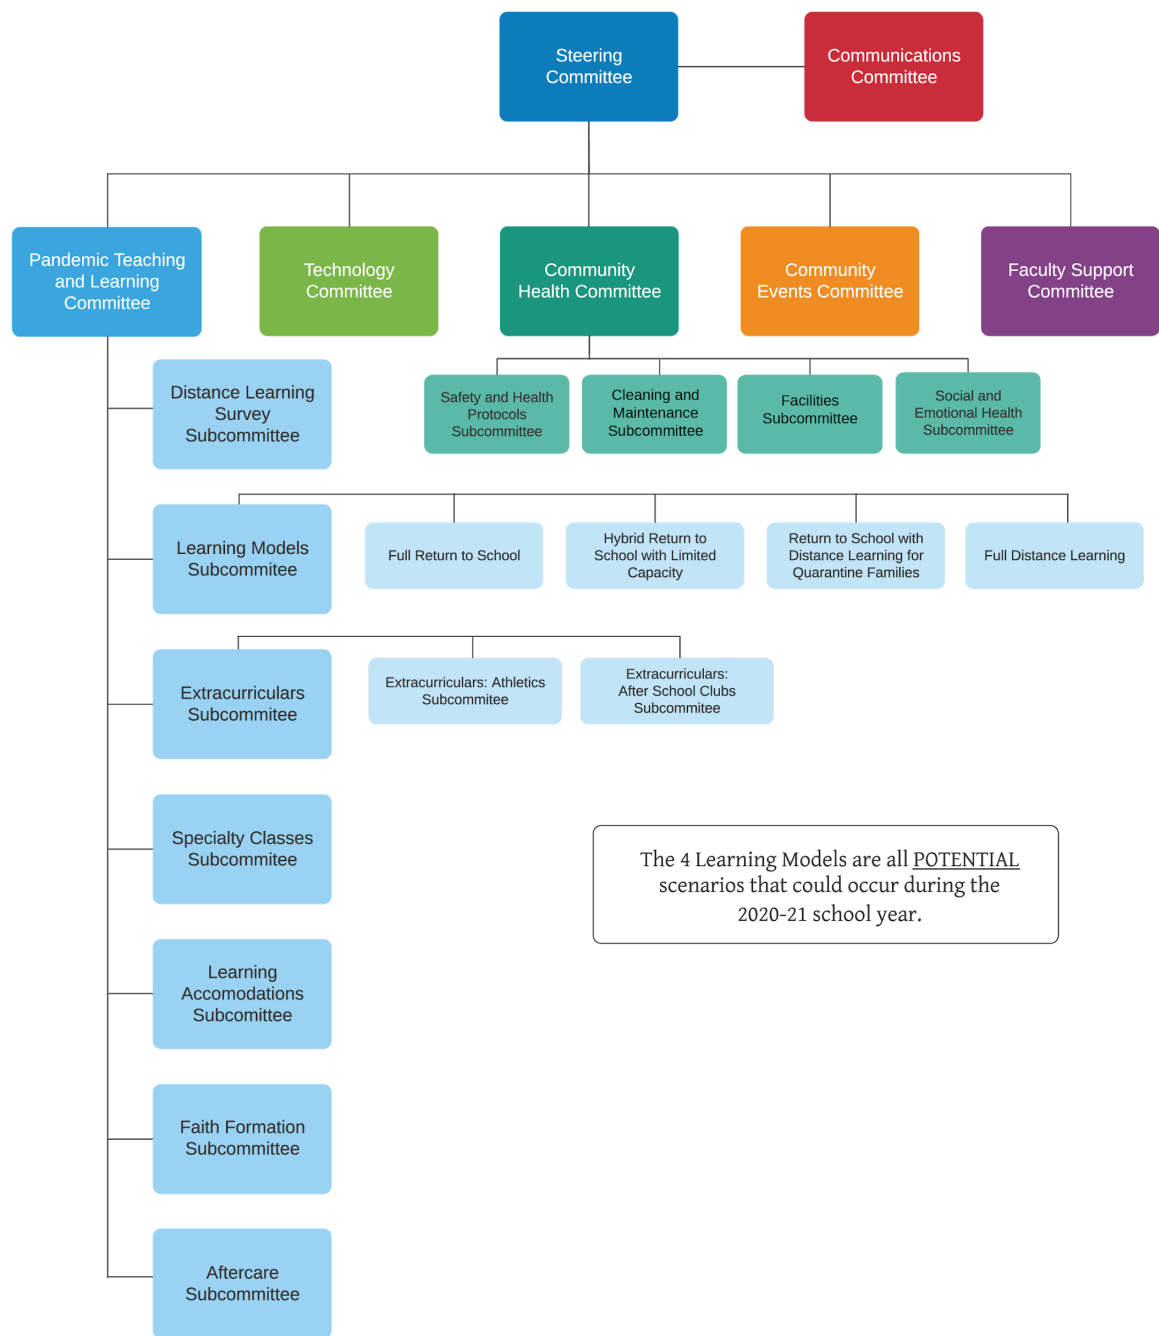 Steering
Committee
Communications
Committee
Pandemic Teaching
and Learning
Committee
Technology
Committee
Community
Health Committee
Community
Events Committee
Faculty Support
Committee
Distance Learning
Survey
Subcommittee
Safety and Health
Protocols
Subcommittee
Cleaning and
Maintenance
Subcommittee
Facilities
Subcommittee
Social and
Emotional Health
Subcommittee
Learning Models
Subcommitee
Full Return to School
Hybrid Return to
School with Limited
Capacity
Return to School with
Distance Learning for
Quarantine Families
Full Distance Learning
Extracurriculars
Subcommitee
Extracurriculars: Athletics
Subcommitee
Extracurriculars:
After School Clubs
Subcommitee
Specialty Classes
Subcommitee
The 4 Learning Models are all POTENTIAL
scenarios that could occur during the
2020-21 school year.
Learning
Accomodations
Subcomittee
Faith Formation
Subcommittee
Aftercare
Subcommittee